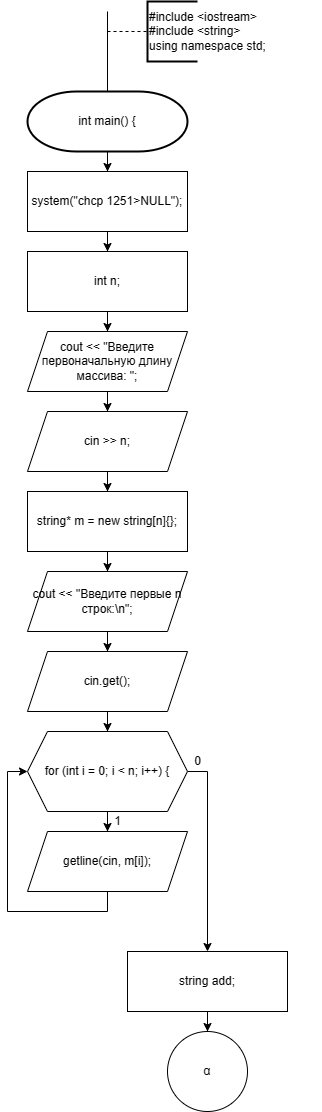 #include <iostream>
#include <string>
using namespace std;
int main() {
system("chcp 1251>NULL");
int n;
cout << "Введите
первоначальную длину
массива: ";
cin >> n;
string* m = new string[n]{};
cout << "Введите первые n
строк:\n";
cin.get();
for (int i = 0; i < n; i++) {
0
1
getline(cin, m[i]);
string add;
α